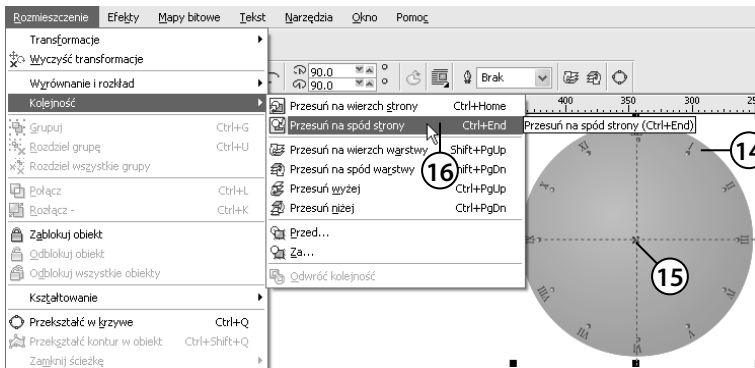 Rozmieszczenie Efekty Mapy bitowe Tekst Narzędzia Okno Pomoc
Transformacje
Wyczyść transformacje
Wyrównanie i rozkład
Kolejność
Grupuj Ctrl+G
Rozdziel grupę Ctrl+U
Rozdziel wszystkie grupy
Połącz Ctrl+L
Rozłącz - Ctrl+K
Zablokuj obiekt
Odblokuj obiekt
Odblokuj wszystkie obiekty
Kształtowanie
Przekształć w krzywe Ctrl+Q
Przekształć kontur w obiekt Ctrl+Shift+Q
Zamknij ścieżkę
90.0
90.0
Brak
400 350 300
Przesuń na wierzch strony Ctrl+Home
Przesuń na spód strony Ctrl+End
Przesuń na wierzch warstwy Shift+PgUp
Przesuń na spód warstwy Shift+PgDn
Przesuń wyżej Ctrl+PgUp
Przesuń niżej Ctrl+PgDn
Przed...
Za...
Odwróć kolejność
Przesuń na spód strony (Ctrl+End)
14
16
15